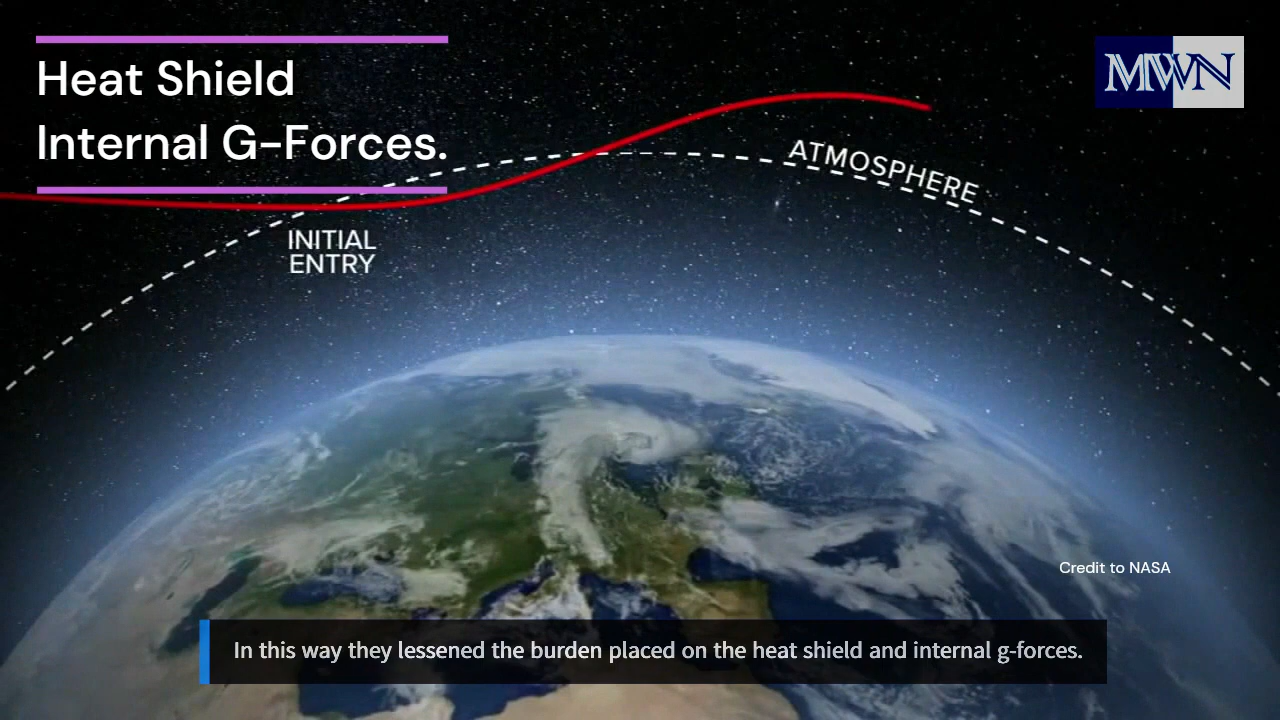 Heat Shield
Internal G-Forces.
MWN
ATMOSPHERE
INITIAL
ENTRY
Credit to NASA
In this way they lessened the burden placed on the heat shield and internal g-forces.